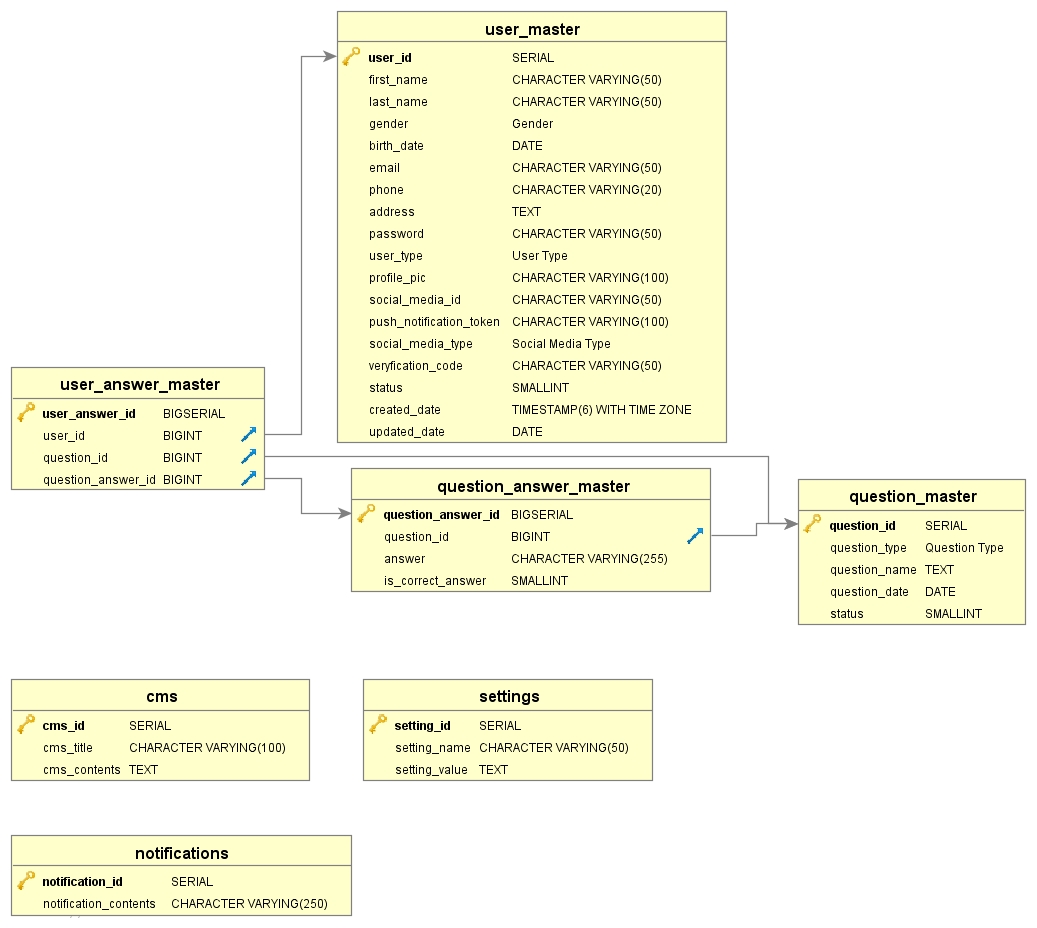 user_master
user_id SERIAL
first_name CHARACTER VARYING(50)
last_name CHARACTER VARYING(50)
gender Gender
birth_date DATE
email CHARACTER VARYING(50)
phone CHARACTER VARYING(20)
address TEXT
password CHARACTER VARYING(50)
user_type User Type
profile_pic CHARACTER VARYING(100)
social_media_id CHARACTER VARYING(50)
push_notification_token CHARACTER VARYING(100)
social_media_type Social Media Type
veryfication_code CHARACTER VARYING(50)
status SMALLINT
created_date TIMESTAMP(6) WITH TIME ZONE
updated_date DATE
user_answer_master
user_answer_id BIGSERIAL
user_id BIGINT
question_id BIGINT
question_answer_id BIGINT
question_answer_master
question_answer_id BIGSERIAL
question_id BIGINT
answer CHARACTER VARYING(255)
is_correct_answer SMALLINT
question_master
question_id SERIAL
question_type Question Type
question_name TEXT
question_date DATE
status SMALLINT
cms
cms_id SERIAL
cms_title CHARACTER VARYING(100)
cms_contents TEXT
settings
setting_id SERIAL
setting_name CHARACTER VARYING(50)
setting_value TEXT
notifications
notification_id SERIAL
notification_contents CHARACTER VARYING(250)